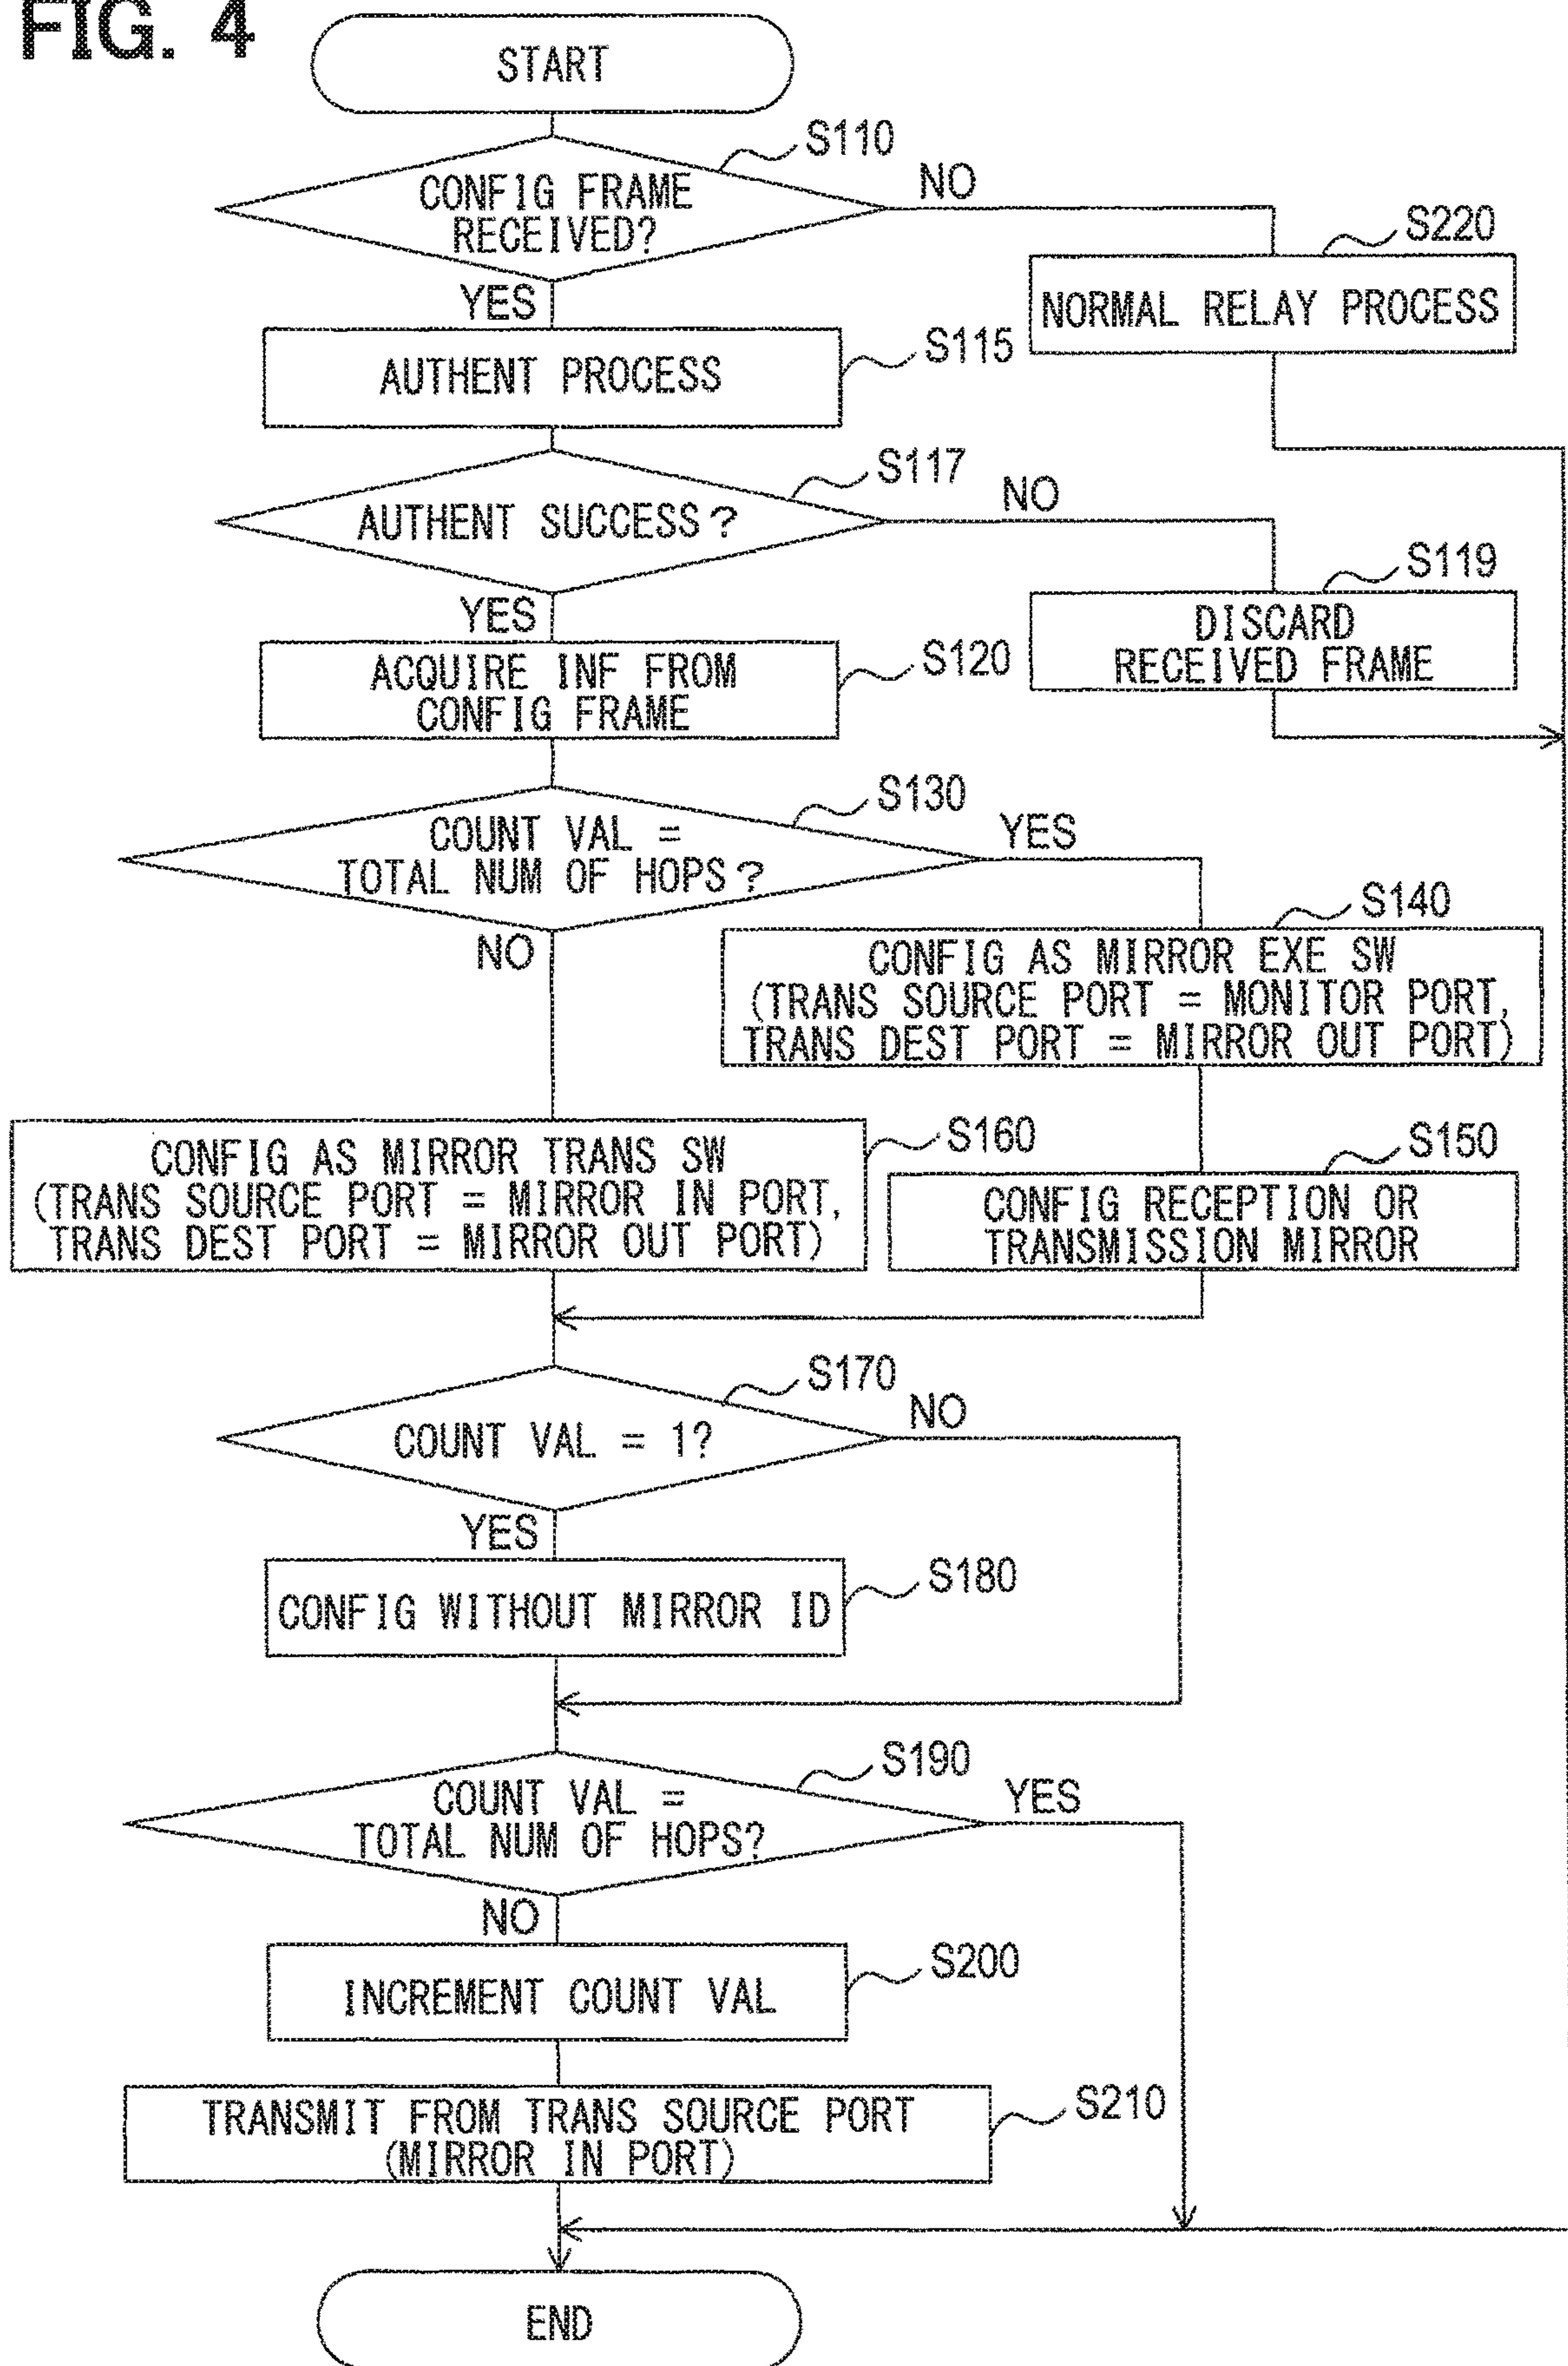 FIG. 4
START
S110
CONFIG FRAME
RECEIVED?
NO
YES
S220
NORMAL RELAY PROCESS
AUTHENT PROCESS
S115
S117
AUTHENT SUCCESS?
NO
YES
S119
DISCARD
RECEIVED FRAME
ACQUIRE INF FROM
CONFIG FRAME
S120
S130
COUNT VAL =
TOTAL NUM OF HOPS?
YES
NO
S140
CONFIG AS MIRROR EXE SW
(TRANS SOURCE PORT = MONITOR PORT,
TRANS DEST PORT = MIRROR OUT PORT)
CONFIG AS MIRROR TRANS SW
(TRANS SOURCE PORT = MIRROR IN PORT,
TRANS DEST PORT = MIRROR OUT PORT)
S160
S150
CONFIG RECEPTION OR
TRANSMISSION MIRROR
S170
COUNT VAL = 1?
NO
YES
CONFIG WITHOUT MIRROR ID
S180
S190
COUNT VAL =
TOTAL NUM OF HOPS?
YES
NO
INCREMENT COUNT VAL
S200
TRANSMIT FROM TRANS SOURCE PORT
(MIRROR IN PORT)
S210
END